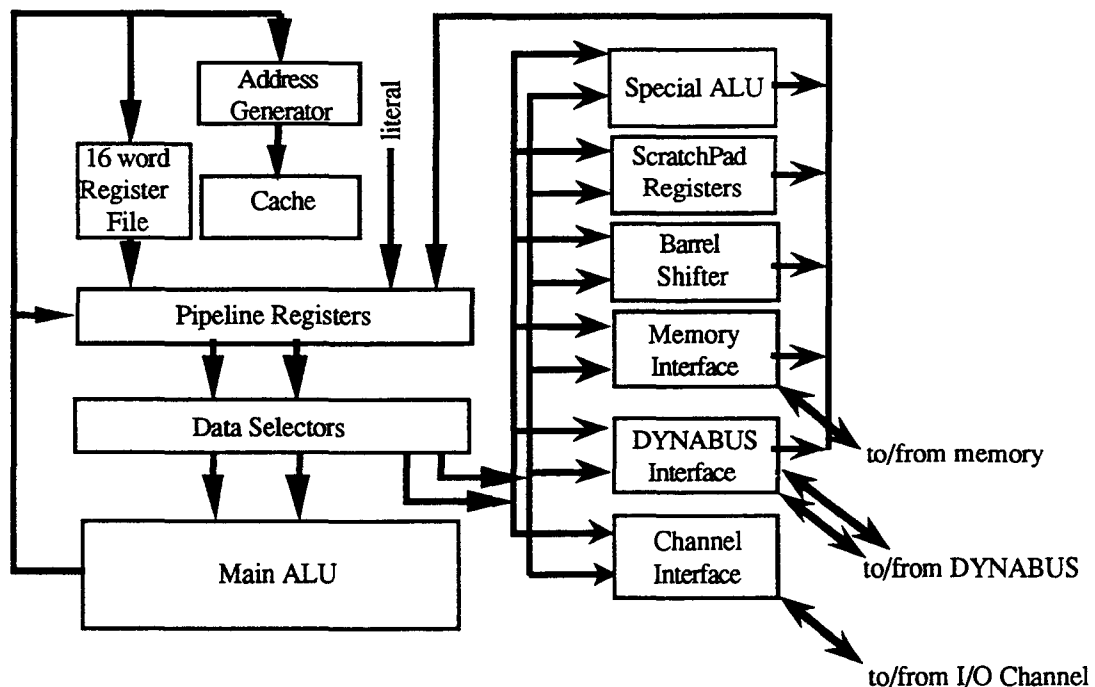 Address
Generator
literal
16 word
Register
File
Cache
Pipeline Registers
Data Selectors
Main ALU
Special ALU
ScratchPad
Registers
Barrel
Shifter
Memory
Interface
DYNABUS
Interface
Channel
Interface
to/from memory
to/from DYNABUS
to/from I/O Channel